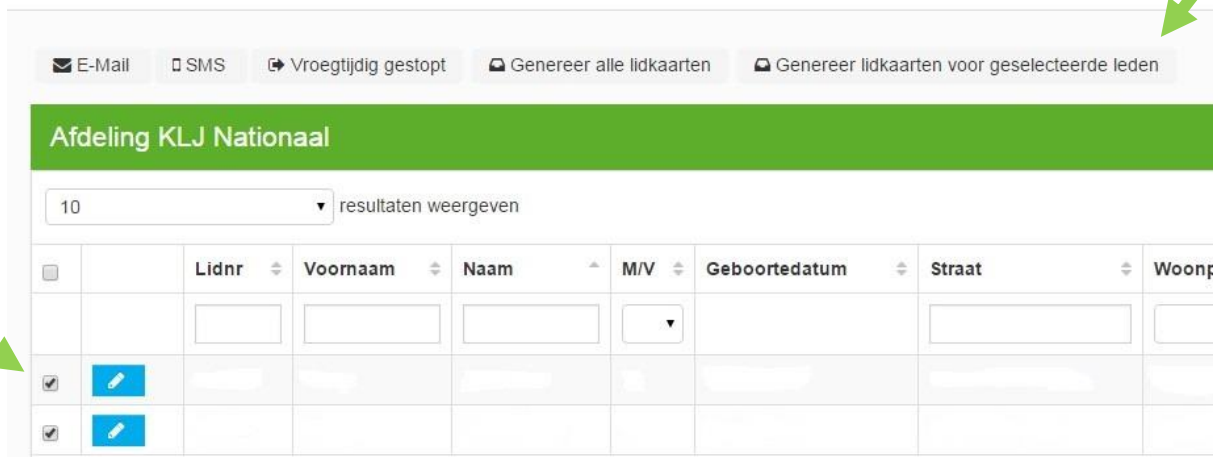 E-Mail SMS Vroegtijdig gestopt Genereer alle lidkaarten Genereer lidkaarten voor geselecteerde leden
Afdeling KLJ Nationaal
10 resultaten weergeven
Lidnr Voornaam Naam M/V Geboortedatum Straat Woonp